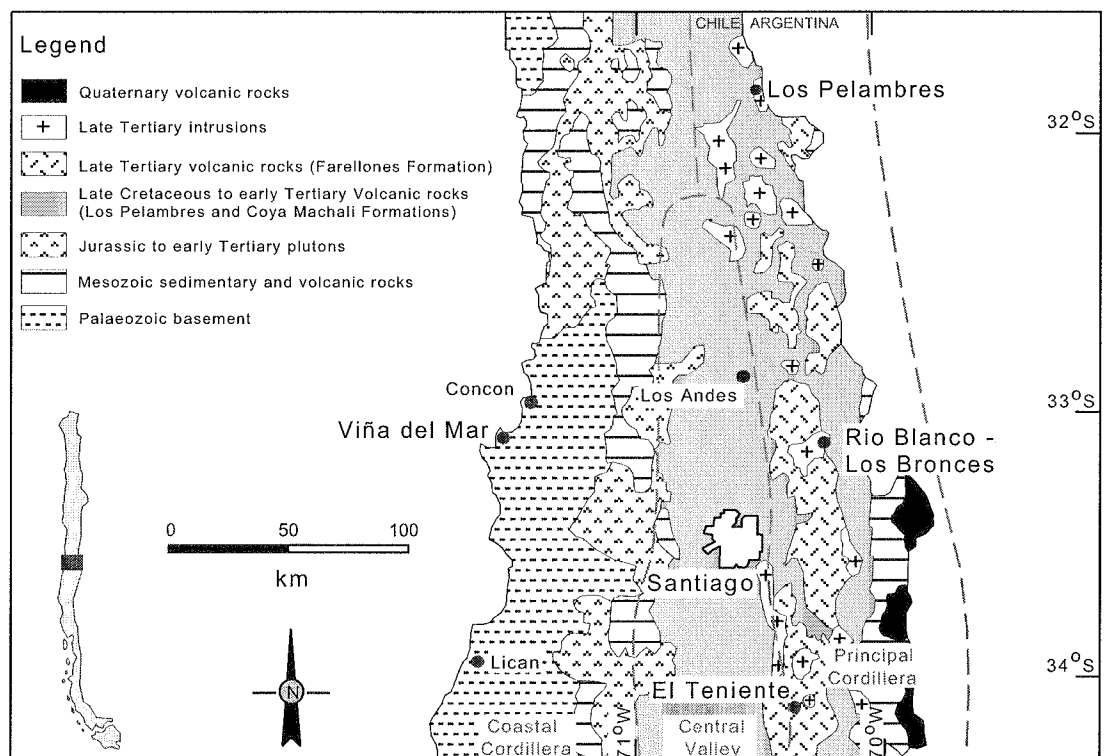 Legend
Quaternary volcanic rocks
Late Tertiary intrusions
Late Tertiary volcanic rocks (Farellones Formation)
Late Cretaceous to early Tertiary Volcanic rocks
(Los Pelambres and Coya Machali Formations)
Jurassic to early Tertiary plutons
Mesozoic sedimentary and volcanic rocks
Palaeozoic basement
CHILE ARGENTINA
Los Pelambres
32°S
Concon
Los Andes
33°S
Viña del Mar
Rio Blanco -
Los Bronces
0 50 100
km
Santiago
N
Lican
Principal
Cordillera
34°S
El Teniente
Coastal
Cordillera
71°W
Central
Valley
70°W